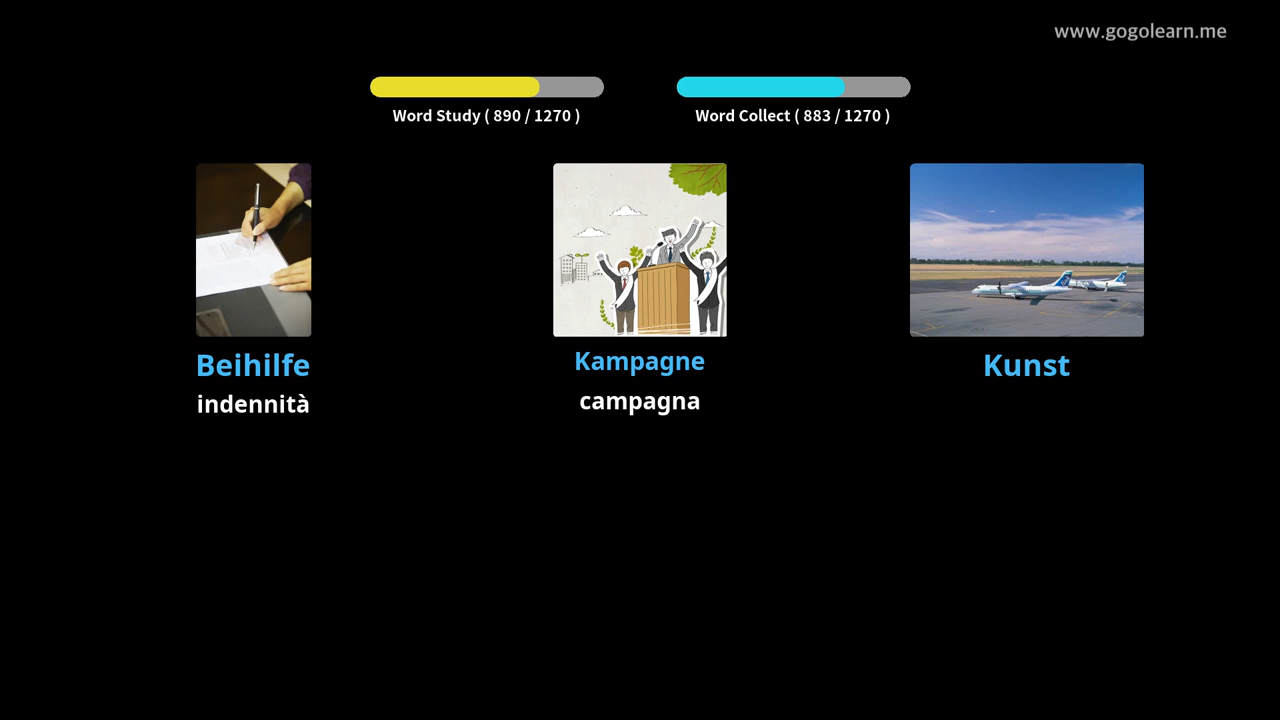 www.gogolearn.me
Word Study ( 890 / 1270 )
Word Collect ( 883 / 1270 )
Beihilfe
indennità
Kampagne
campagna
Kunst